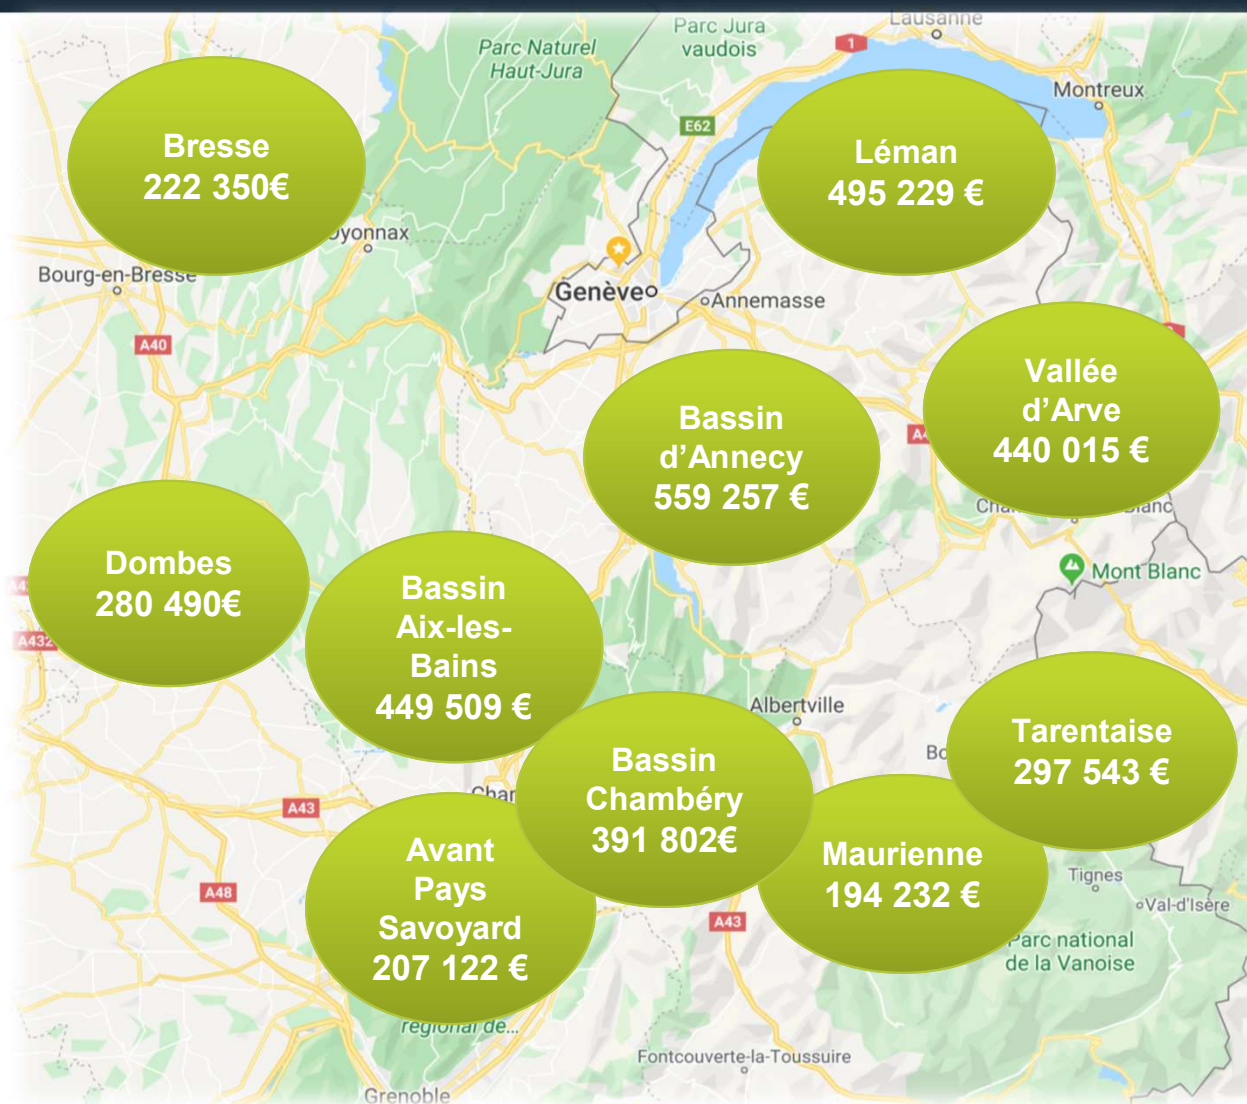 Lausanne
Parc Jura
vaudois
Parc Naturel
Haut-Jura
1
Montreux
E62
Bresse
222 350€
Léman
495 229 €
Oyonnax
Bourg-en-Bresse
Genève
Annemasse
A40
Vallée
d'Arve
440 015 €
Bassin
d'Annecy
559 257 €
Mont Blanc
Dombes
280 490€
Bassin
Aix-les-
Bains
449 509 €
A432
Albertville
Tarentaise
297 543 €
Bassin
Chambéry
391 802€
A43
Avant
Pays
Savoyard
207 122 €
Maurienne
194 232 €
Tignes
Val-d'Isère
A48
A43
Parc national
de la Vanoise
régional de...
Fontcouverte-la-Toussuire
Grenoble